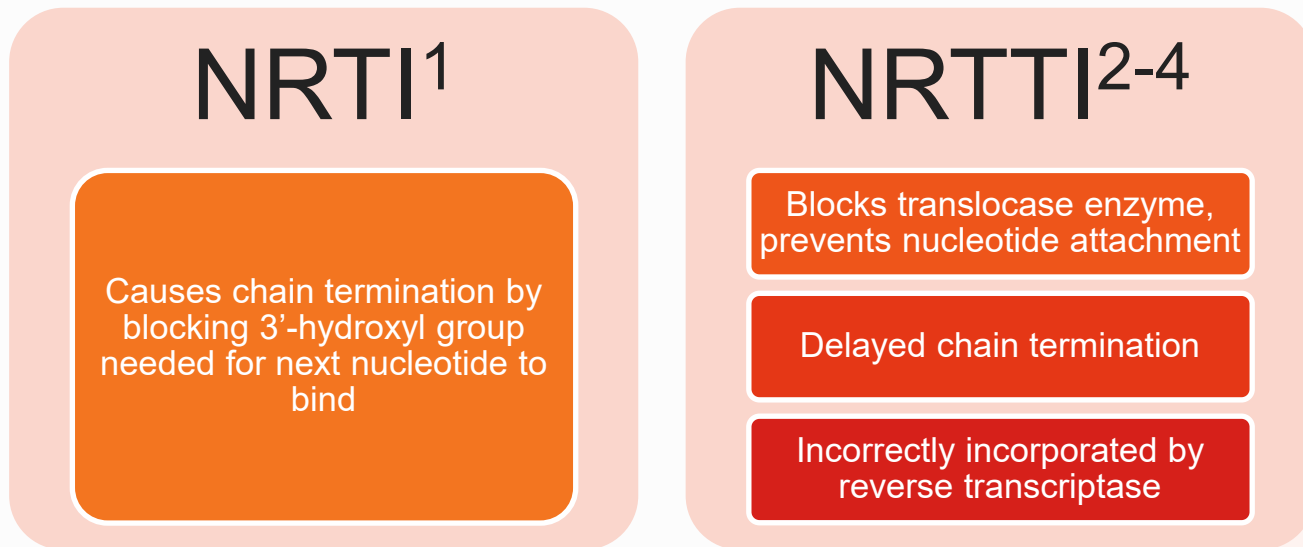 NRTI¹
Causes chain termination by
blocking 3’-hydroxyl group
needed for next nucleotide to
bind
NRTTI²⁻⁴
Blocks translocase enzyme,
prevents nucleotide attachment
Delayed chain termination
Incorrectly incorporated by
reverse transcriptase